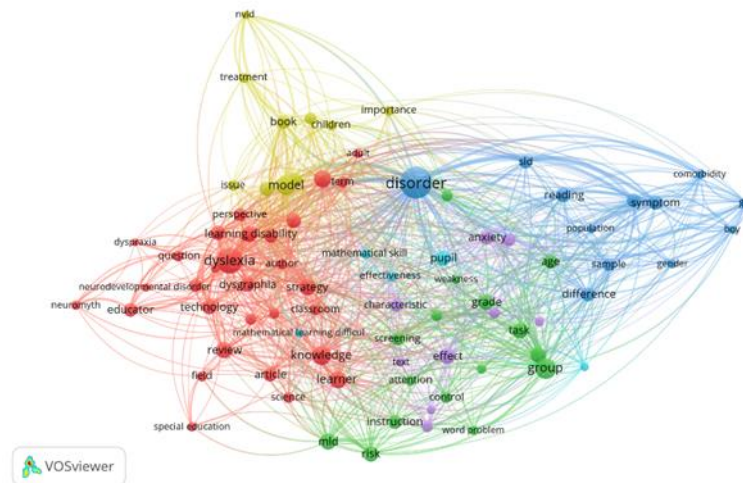 nvld
treatment
book
children
importance
adult
issue
model
term
disorder
sld
comorbidity
reading
symptom
perspective
learning disability
population
boy
dyspraxia
question
author
mathematical skill
anxiety
pupil
age
gender
sample
dyslexia
effectiveness
weakness
neurodevelopmental disorder
dysgraphia
strategy
difference
neuromyth
educator
technology
classroom
characteristic
grade
mathematical learning difficul
screening
task
review
knowledge
text
effect
group
field
article
learner
attention
science
control
special education
instruction
word problem
mld
risk
VOSviewer